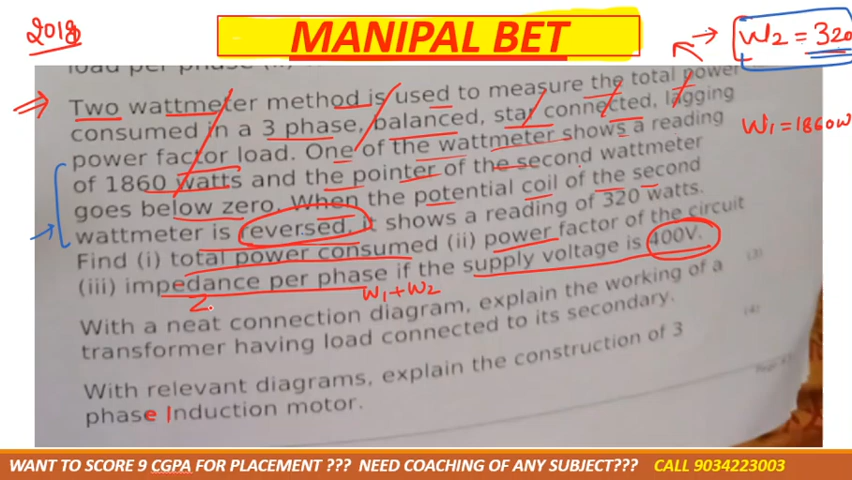 2018
MANIPAL BET
W2 = 320
load per phase
Two wattmeter method is used to measure the total power
consumed in a 3 phase, balanced, star connected, lagging
power factor load. One of the wattmeter shows a reading
W1 = 1860W
of 1860 watts and the pointer of the second wattmeter
goes below zero. When the potential coil of the second
wattmeter is reversed, it shows a reading of 320 watts.
Find (i) total power consumed (ii) power factor of the circuit
(iii) impedance per phase if the supply voltage is 400V.
(3)
Z
W1+W2
With a neat connection diagram, explain the working of a
transformer having load connected to its secondary.
(4)
With relevant diagrams, explain the construction of 3
phase Induction motor.
WANT TO SCORE 9 CGPA FOR PLACEMENT ??? NEED COACHING OF ANY SUBJECT??? CALL 9034223003